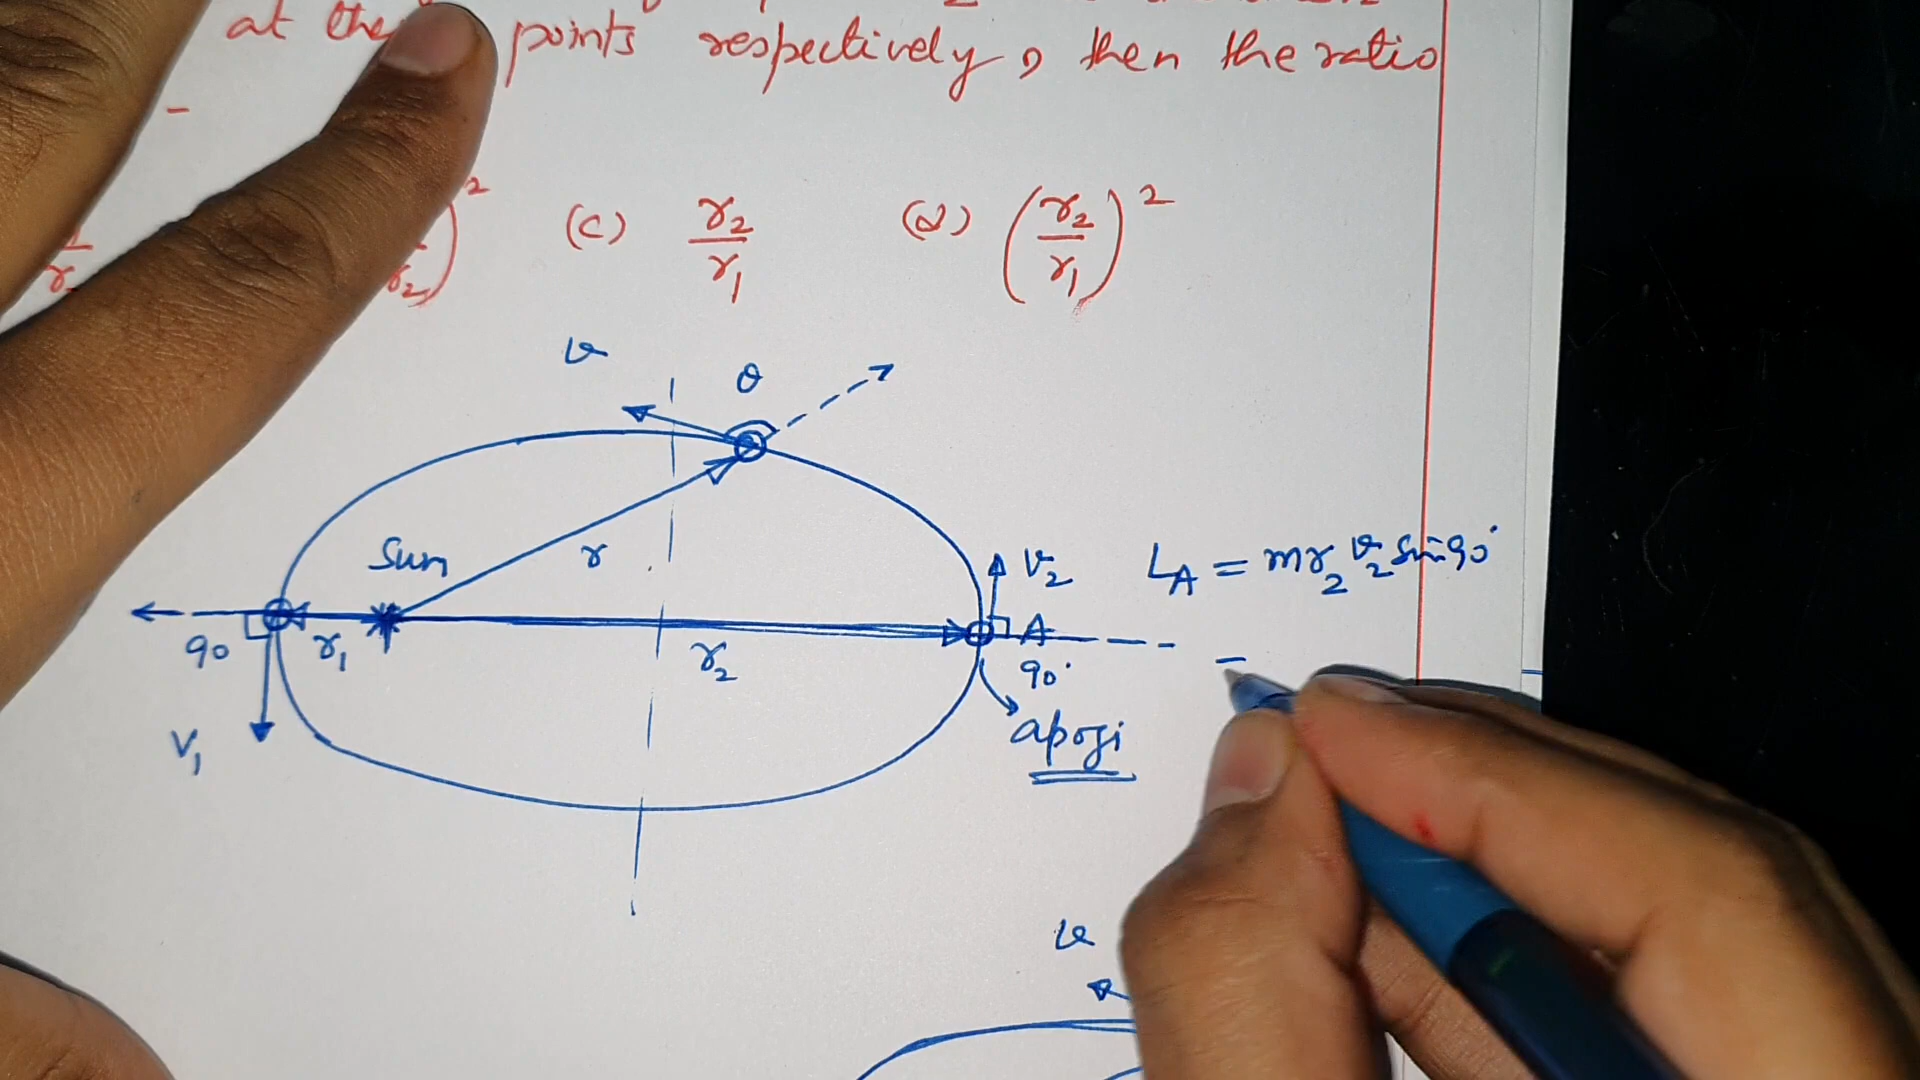 at the points respectively, then the ratio
(c) r2/r1 (d) (r2/r1)^2
v
θ
Sun
r
v2
LA = mr2v2 sin90°
90
r1
r2
A
90°
V1
apogi
v